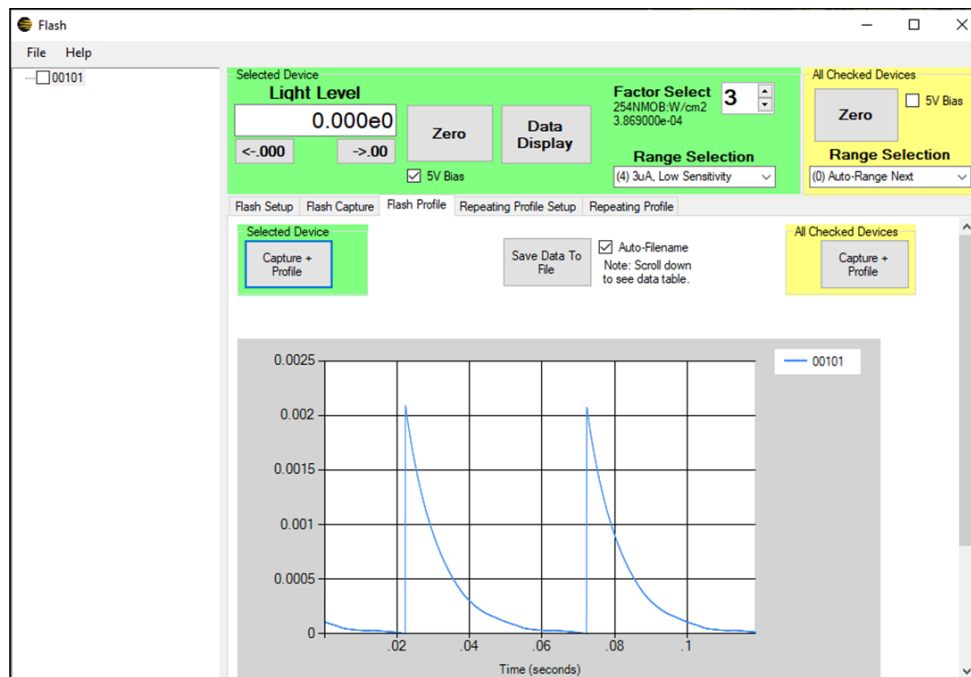 Flash
File Help
00101
Selected Device
Light Level
0.000e0
<-.000
->.00
Zero
Data
Display
5V Bias
Factor Select
254NMOB:W/cm2
3.869000e-04
3
Range Selection
(4) 3uA, Low Sensitivity
All Checked Devices
Zero
5V Bias
Range Selection
(0) Auto-Range Next
Flash Setup Flash Capture Flash Profile Repeating Profile Setup Repeating Profile
Selected Device
Capture +
Profile
Save Data To
File
Auto-Filename
Note: Scroll down
to see data table.
All Checked Devices
Capture +
Profile
0.0025
0.002
0.0015
0.001
0.0005
0
.02 .04 .06 .08 .1
Time (seconds)
00101